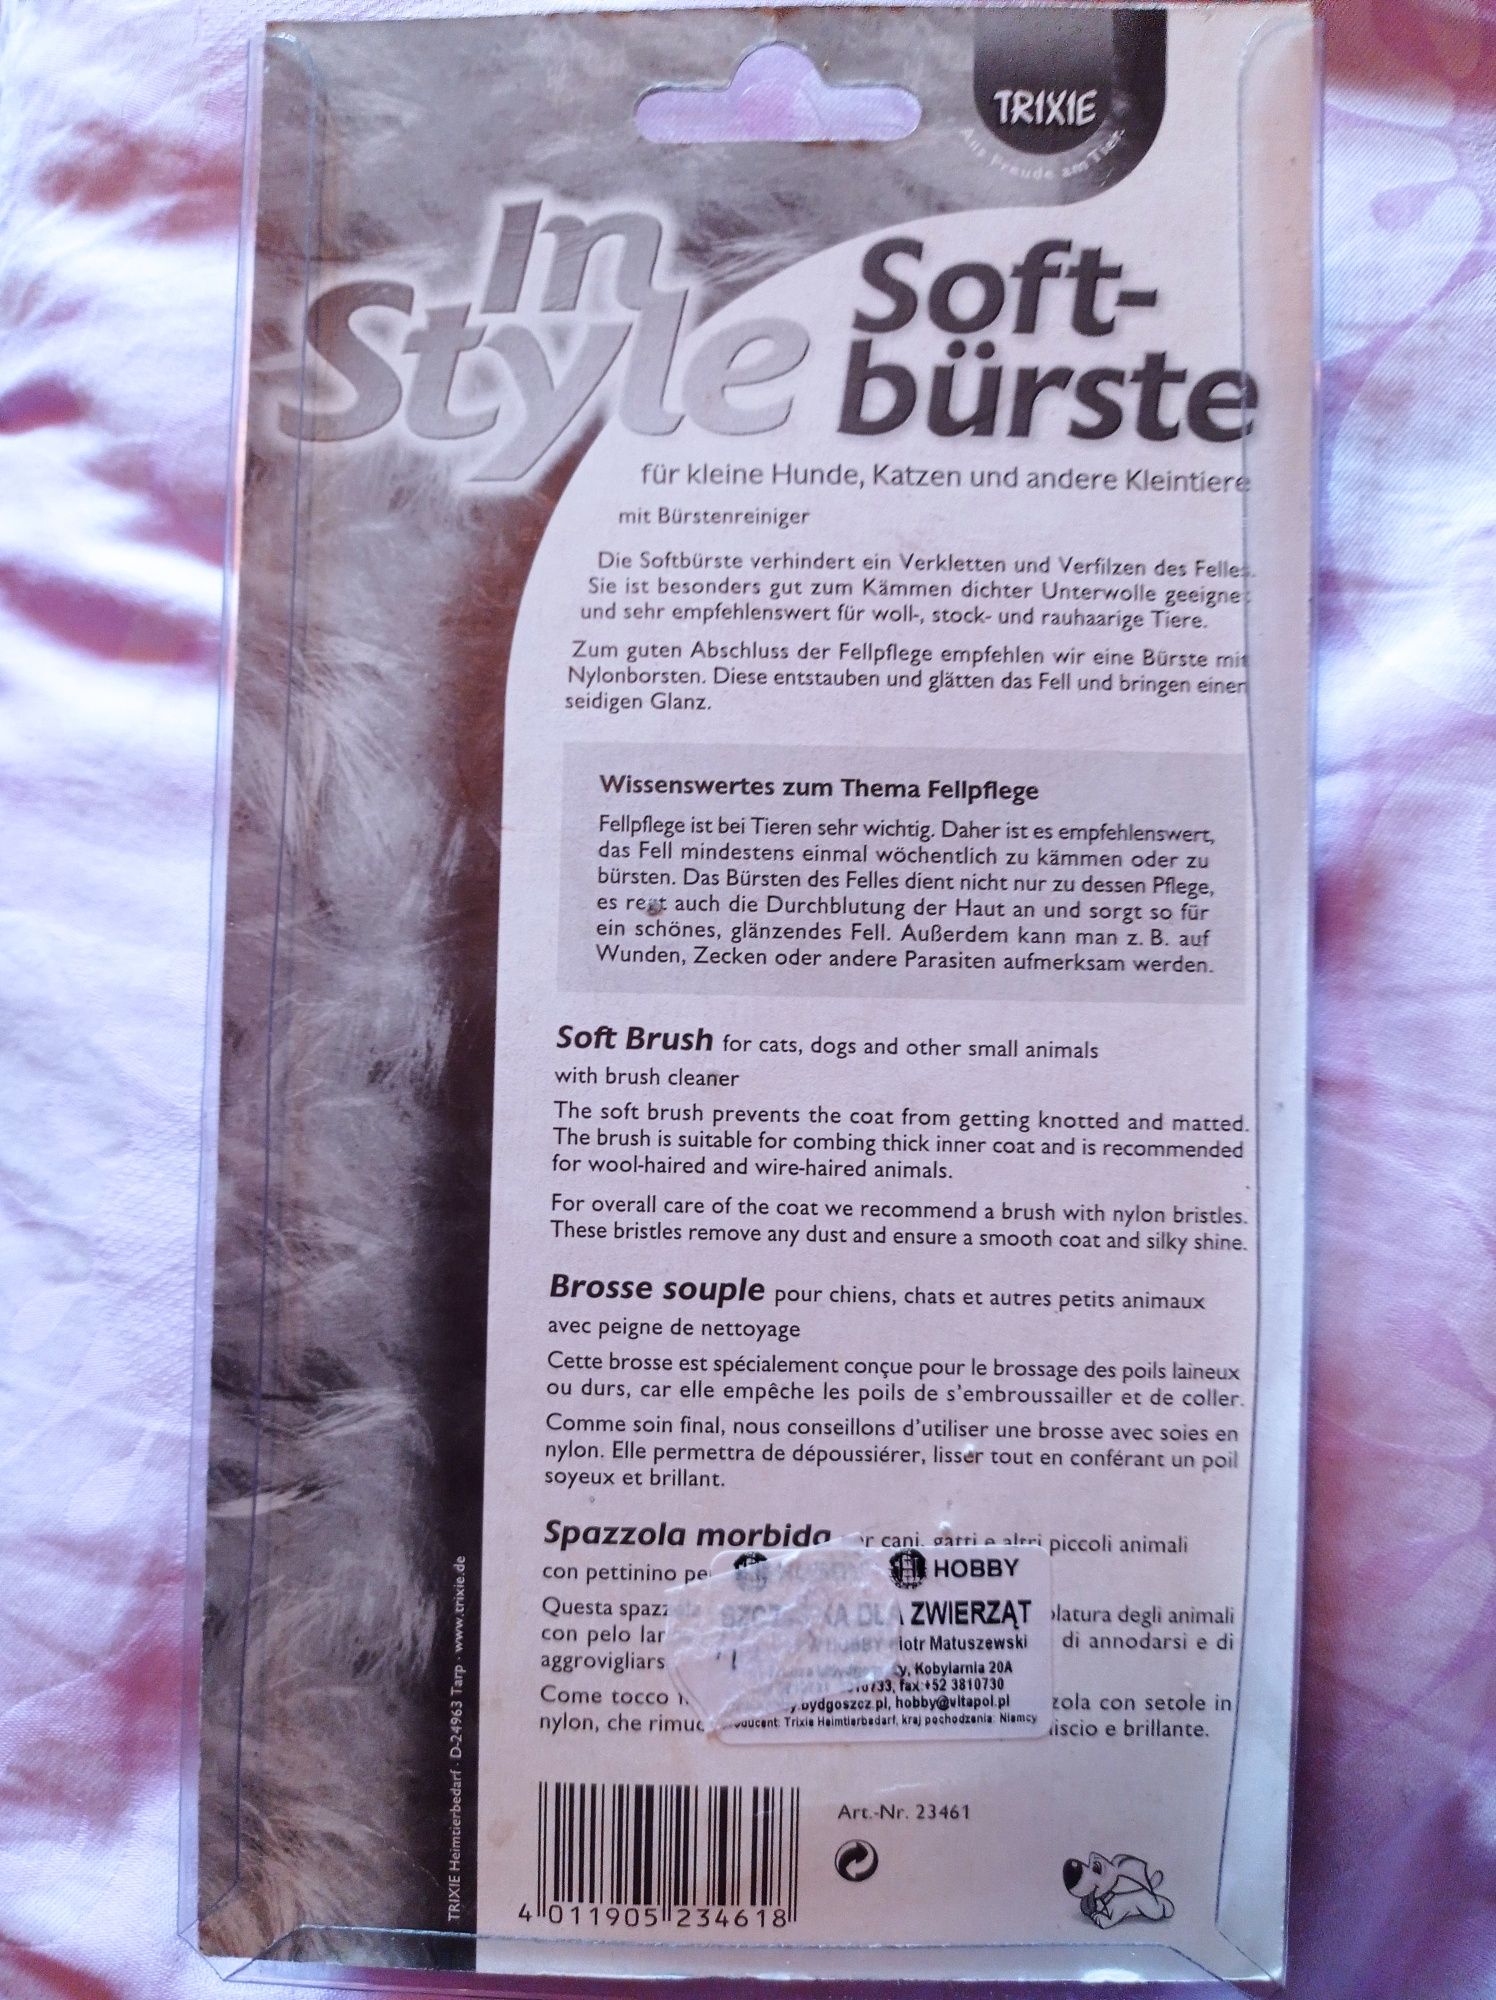 TRIXIE
Aus Freude am Tier
In
Style
Soft-
bürste
für kleine Hunde, Katzen und andere Kleintiere
mit Bürstenreiniger
Die Softbürste verhindert ein Verkletten und Verfilzen des Felles.
Sie ist besonders gut zum Kämmen dichter Unterwolle geeignet
und sehr empfehlenswert für woll-, stock- und rauhaarige Tiere.
Zum guten Abschluss der Fellpflege empfehlen wir eine Bürste mit
Nylonborsten. Diese entstauben und glätten das Fell und bringen einen
seidigen Glanz.
Wissenswertes zum Thema Fellpflege
Fellpflege ist bei Tieren sehr wichtig. Daher ist es empfehlenswert,
das Fell mindestens einmal wöchentlich zu kämmen oder zu
bürsten. Das Bürsten des Felles dient nicht nur zu dessen Pflege,
es regt auch die Durchblutung der Haut an und sorgt so für
ein schönes, glänzendes Fell. Außerdem kann man z. B. auf
Wunden, Zecken oder andere Parasiten aufmerksam werden.
Soft Brush for cats, dogs and other small animals
with brush cleaner
The soft brush prevents the coat from getting knotted and matted.
The brush is suitable for combing thick inner coat and is recommended
for wool-haired and wire-haired animals.
For overall care of the coat we recommend a brush with nylon bristles.
These bristles remove any dust and ensure a smooth coat and silky shine.
Brosse souple pour chiens, chats et autres petits animaux
avec peigne de nettoyage
Cette brosse est spécialement conçue pour le brossage des poils laineux
ou durs, car elle empêche les poils de s'embroussailler et de coller.
Comme soin final, nous conseillons d'utiliser une brosse avec soies en
nylon. Elle permettra de dépoussiérer, lisser tout en conférant un poil
soyeux et brillant.
Spazzola morbida cani, gatti e altri piccoli animali
con pettinino
HOBBY
Questa degli animali
DLA ZWIERZĄT
con pelo di annodarsi e di
Matuszewski
Kobylarnia 20A
fax:+52 3810730
hobby@vitapol.pl
Come tocco con setole in
nylon, che e brillante.
Trixie Heimtierbedarf, kraj pochodzenia: Niemcy
TRIXIE Heimtierbedarf · D-24963 Tarp · www.trixie.de
Art.-Nr. 23461
4 011905 234618